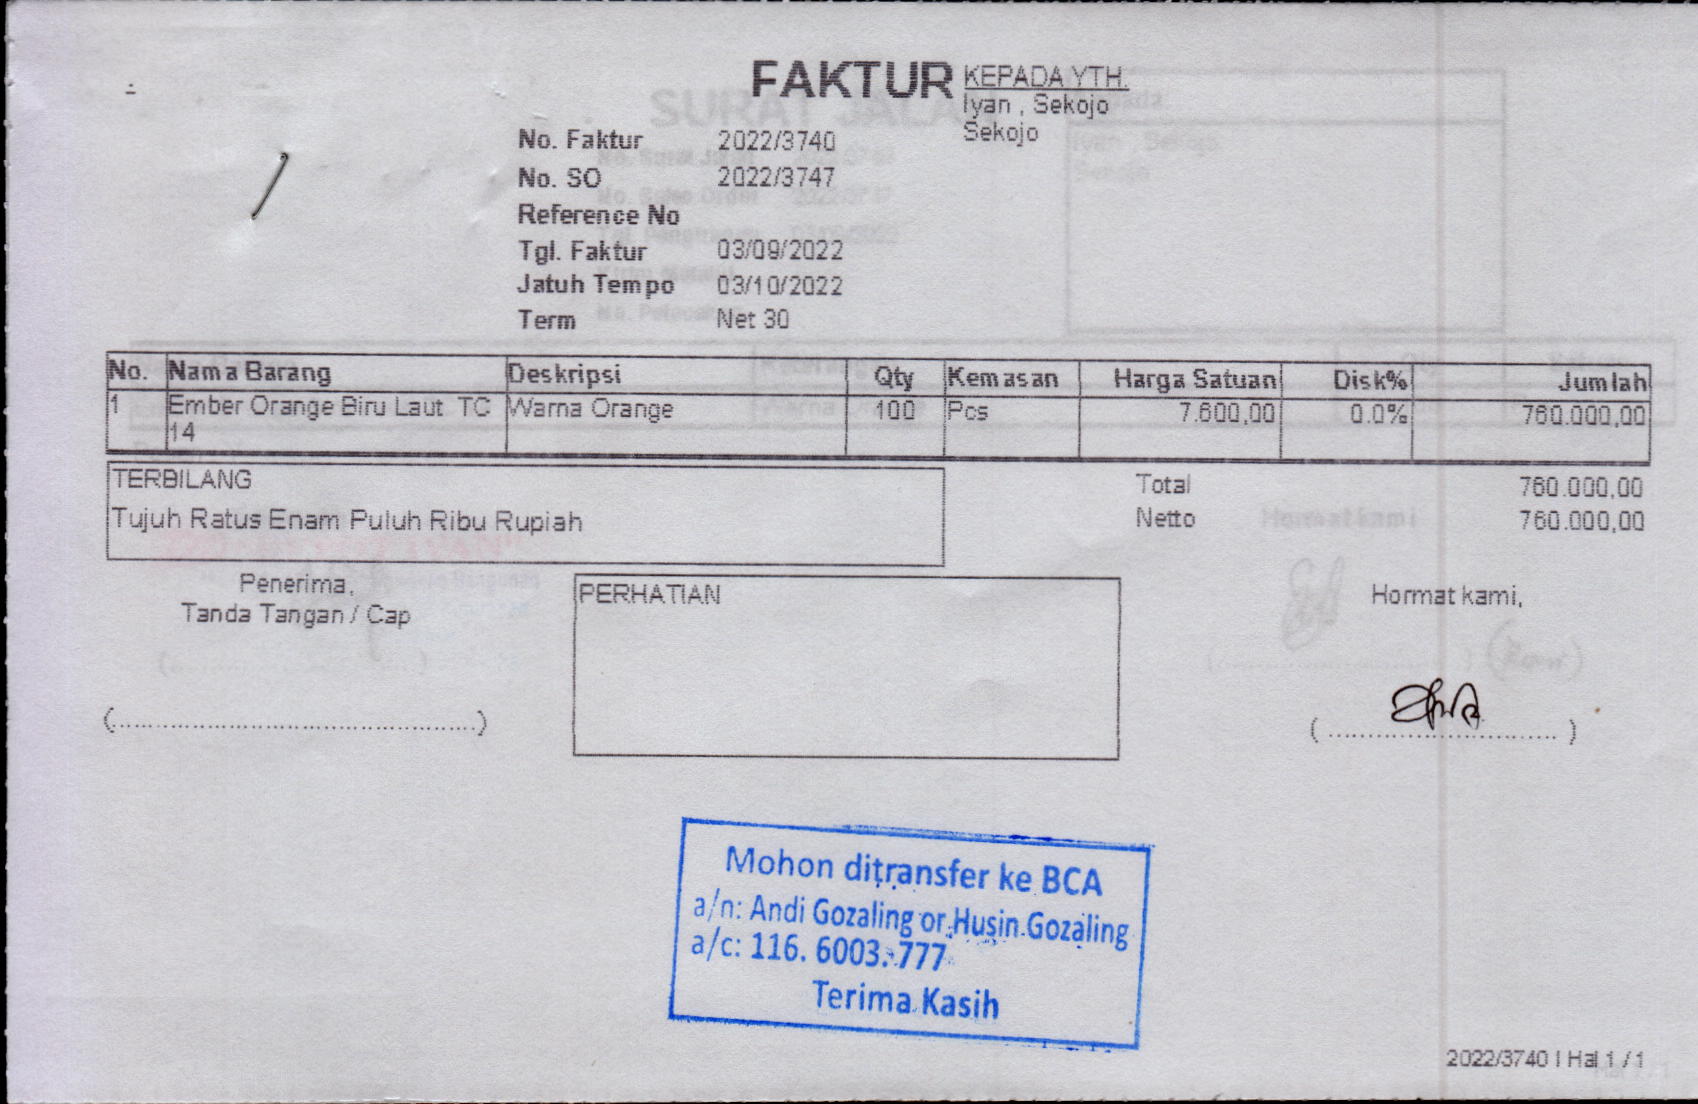 FAKTUR
KEPADA YTH.
Iyan , Sekojo
Sekojo
No. Faktur 2022/3740
No. SO 2022/3747
Reference No
Tgl. Faktur 03/09/2022
Jatuh Tempo 03/10/2022
Term Net 30
No. Nama Barang Deskripsi Qty Kemasan Harga Satuan Disk% Jumlah
1 Ember Orange Biru Laut TC Warna Orange 100 Pcs 7.600,00 0.0% 760.000,00
14
TERBILANG
Tujuh Ratus Enam Puluh Ribu Rupiah
Total 760.000,00
Netto 760.000,00
Penerima,
Tanda Tangan / Cap
PERHATIAN
Hormat kami,
Mohon ditransfer ke BCA
a/n: Andi Gozaling or Husin Gozaling
a/c: 116. 6003. 777
Terima Kasih
2022/3740 | Hal 1 / 1